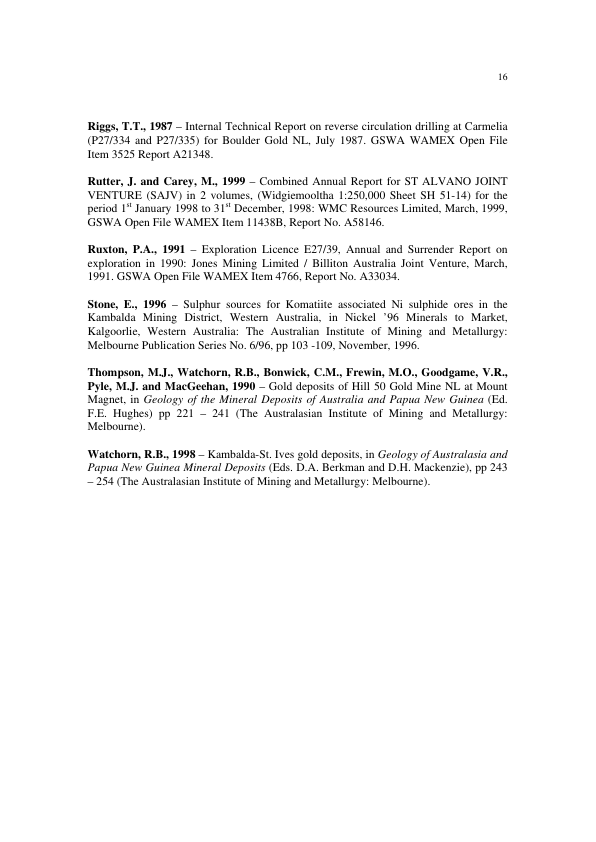 16
Riggs, T.T., 1987 – Internal Technical Report on reverse circulation drilling at Carmelia
(P27/334 and P27/335) for Boulder Gold NL, July 1987. GSWA WAMEX Open File
Item 3525 Report A21348.
Rutter, J. and Carey, M., 1999 – Combined Annual Report for ST ALVANO JOINT
VENTURE (SAJV) in 2 volumes, (Widgiemooltha 1:250,000 Sheet SH 51-14) for the
period 1st January 1998 to 31st December, 1998: WMC Resources Limited, March, 1999,
GSWA Open File WAMEX Item 11438B, Report No. A58146.
Ruxton, P.A., 1991 – Exploration Licence E27/39, Annual and Surrender Report on
exploration in 1990: Jones Mining Limited / Billiton Australia Joint Venture, March,
1991. GSWA Open File WAMEX Item 4766, Report No. A33034.
Stone, E., 1996 – Sulphur sources for Komatiite associated Ni sulphide ores in the
Kambalda Mining District, Western Australia, in Nickel ’96 Minerals to Market,
Kalgoorlie, Western Australia: The Australian Institute of Mining and Metallurgy:
Melbourne Publication Series No. 6/96, pp 103 -109, November, 1996.
Thompson, M.J., Watchorn, R.B., Bonwick, C.M., Frewin, M.O., Goodgame, V.R.,
Pyle, M.J. and MacGeehan, 1990 – Gold deposits of Hill 50 Gold Mine NL at Mount
Magnet, in Geology of the Mineral Deposits of Australia and Papua New Guinea (Ed.
F.E. Hughes) pp 221 – 241 (The Australasian Institute of Mining and Metallurgy:
Melbourne).
Watchorn, R.B., 1998 – Kambalda-St. Ives gold deposits, in Geology of Australasia and
Papua New Guinea Mineral Deposits (Eds. D.A. Berkman and D.H. Mackenzie), pp 243
– 254 (The Australasian Institute of Mining and Metallurgy: Melbourne).